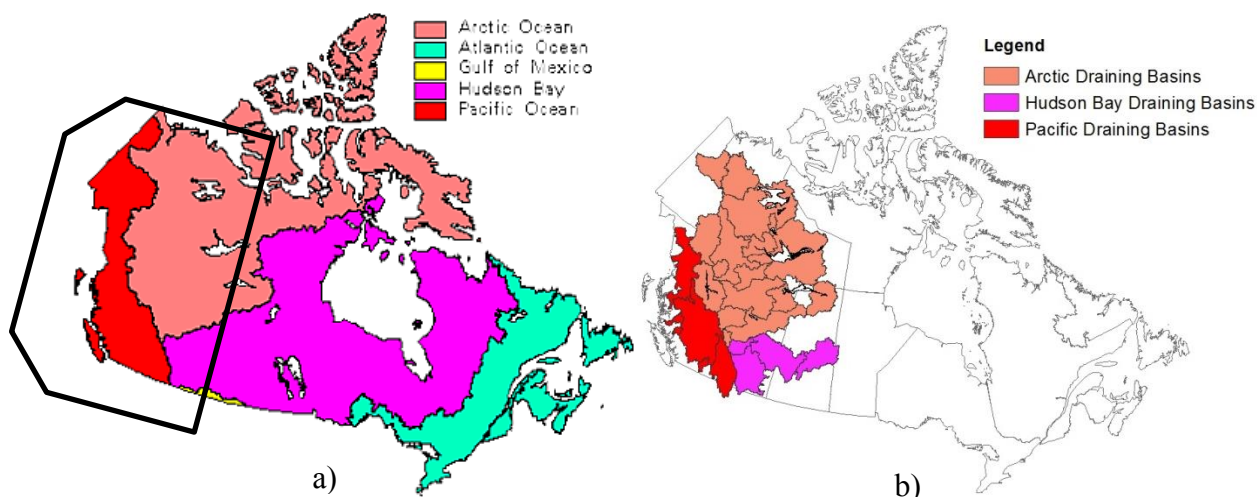 Arctic Ocean
Atlantic Ocean
Gulf of Mexico
Hudson Bay
Pacific Ocean
a)
Legend
Arctic Draining Basins
Hudson Bay Draining Basins
Pacific Draining Basins
b)